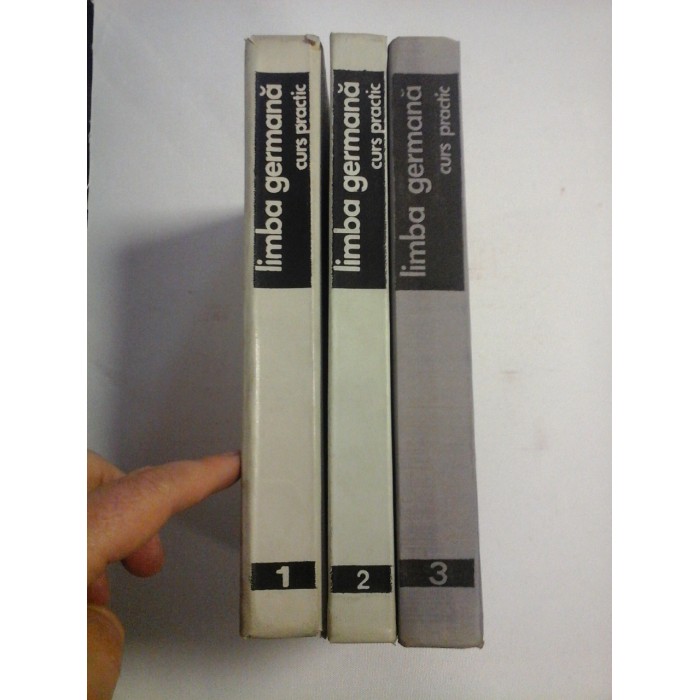 limba germană
curs practic
1
limba germană
curs practic
2
limba germană
curs practic
3